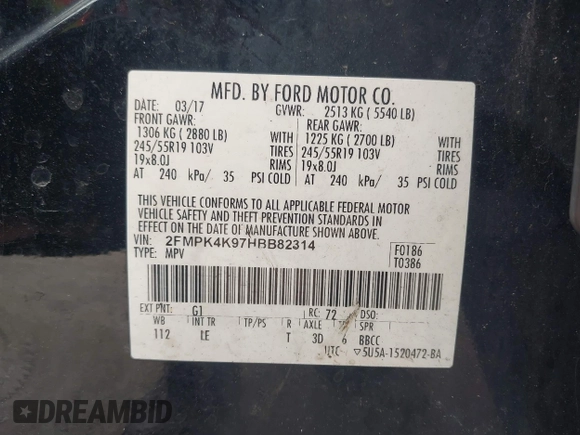 MFD. BY FORD MOTOR CO.
DATE: 03/17 GVWR: 2513 KG ( 5540 LB)
FRONT GAWR: REAR GAWR:
1306 KG ( 2880 LB) WITH 1225 KG ( 2700 LB) WITH
245/55R19 103V TIRES 245/55R19 103V TIRES
19x8.0J RIMS 19x8.0J RIMS
AT 240 kPa/ 35 PSI COLD AT 240 kPa/ 35 PSI COLD
THIS VEHICLE CONFORMS TO ALL APPLICABLE FEDERAL MOTOR
VEHICLE SAFETY AND THEFT PREVENTION STANDARDS IN
EFFECT ON THE DATE OF MANUFACTURE SHOWN ABOVE.
VIN: 2FMPK4K97HBB82314 F0186
TYPE: MPV T0386
EXT PNT: G1 RC: 72 DSO:
WB INT TR TP/PS R AXLE SPR
112 LE T 3D 6 BBCC
UTC ▽5U5A-1520472-BA
DREAMBID